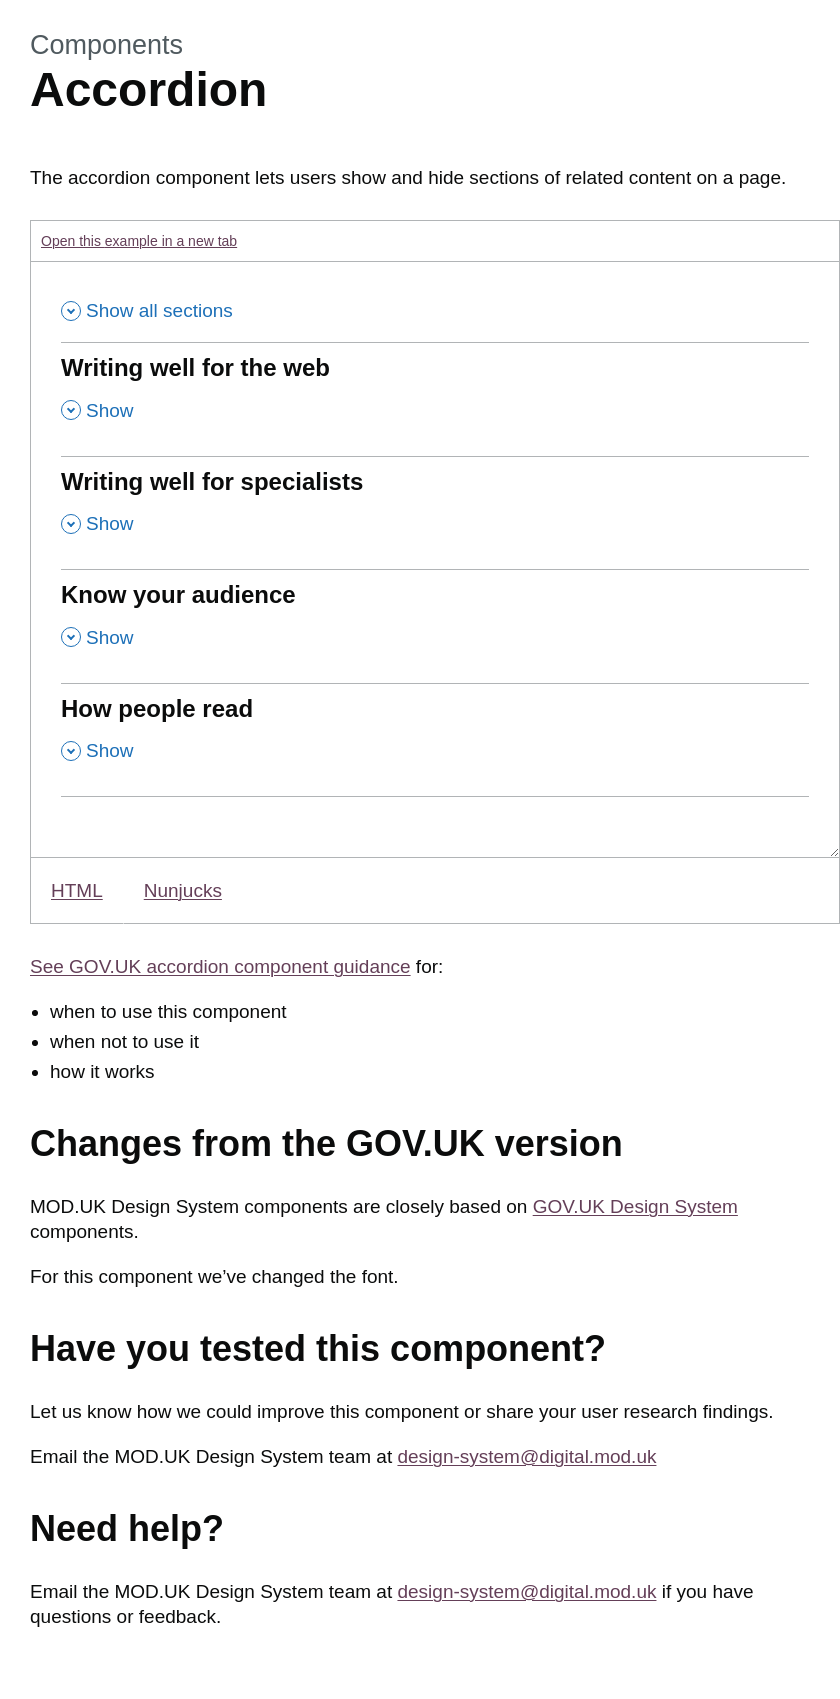 Components
Accordion
The accordion component lets users show and hide sections of related content on a page.
Open this example in a new tab
Show all sections
Writing well for the web
Show
Writing well for specialists
Show
Know your audience
Show
How people read
Show
HTML Nunjucks
See GOV.UK accordion component guidance for:
• when to use this component
• when not to use it
• how it works
Changes from the GOV.UK version
MOD.UK Design System components are closely based on GOV.UK Design System
components.
For this component we’ve changed the font.
Have you tested this component?
Let us know how we could improve this component or share your user research findings.
Email the MOD.UK Design System team at design-system@digital.mod.uk
Need help?
Email the MOD.UK Design System team at design-system@digital.mod.uk if you have
questions or feedback.